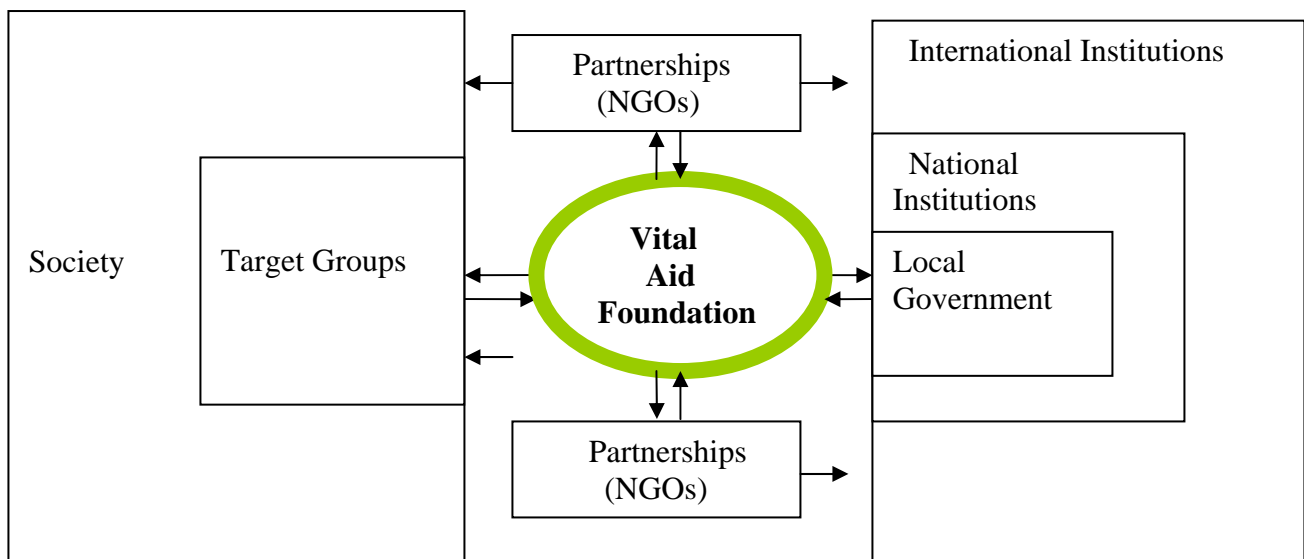 Partnerships
(NGOs)
International Institutions
National
Institutions
Society
Target Groups
Vital
Aid
Foundation
Local
Government
Partnerships
(NGOs)